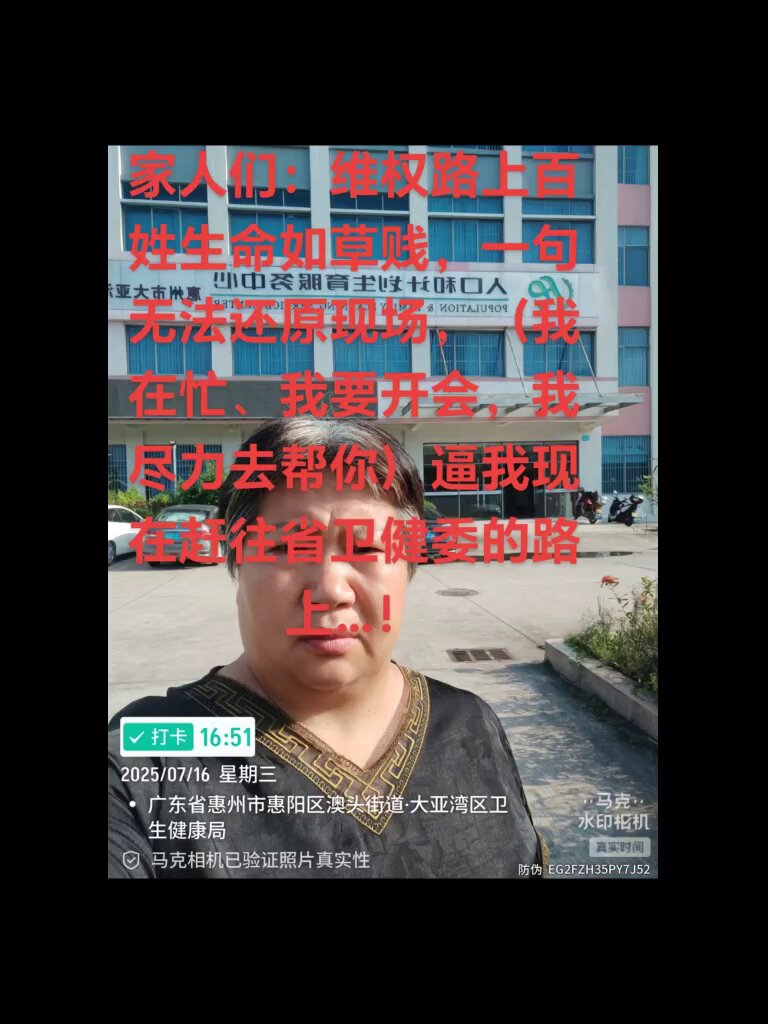 家人们：维权路上百
姓生命如草贱，一句
无法还原现场，（我
在忙、我要开会，我
尽力去帮你）逼我现
在赶往省卫健委的路
上...！
人口和计划生育服务中心
惠州市大亚湾
POPULATION & FAMILY PLANNING SERVICE CENTER
打卡 16:51
2025/07/16 星期三
广东省惠州市惠阳区澳头街道·大亚湾区卫
生健康局
马克相机已验证照片真实性
马克
水印相机
真实时间
防伪 EG2FZH35PY7J52